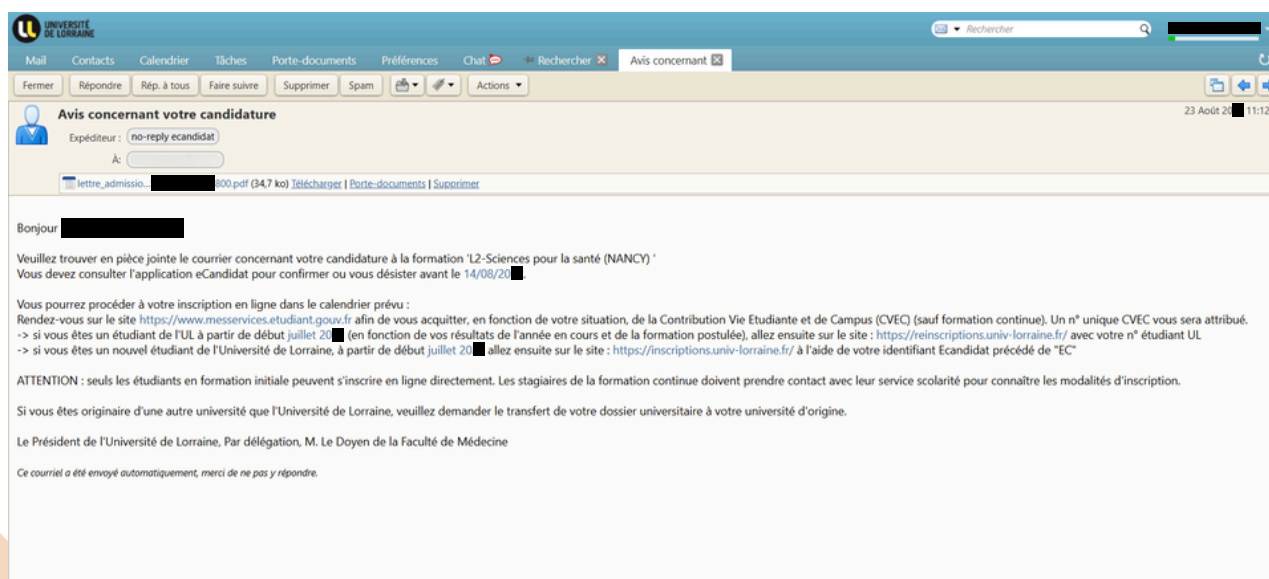 UNIVERSITÉ
DE LORRAINE
Rechercher
Mail Contacts Calendrier Tâches Porte-documents Préférences Chat Rechercher Avis concernant
Fermer Répondre Rép. à tous Faire suivre Supprimer Spam Actions
Avis concernant votre candidature
23 Août 20 11:12
Expéditeur : no-reply ecandidat
À:
lettre_admissio... 800.pdf (34,7 ko) Télécharger | Porte-documents | Supprimer
Bonjour
Veuillez trouver en pièce jointe le courrier concernant votre candidature à la formation 'L2-Sciences pour la santé (NANCY) '
Vous devez consulter l'application eCandidat pour confirmer ou vous désister avant le 14/08/20 .
Vous pourrez procéder à votre inscription en ligne dans le calendrier prévu :
Rendez-vous sur le site https://www.messervices.etudiant.gouv.fr afin de vous acquitter, en fonction de votre situation, de la Contribution Vie Etudiante et de Campus (CVEC) (sauf formation continue). Un n° unique CVEC vous sera attribué.
-> si vous êtes un étudiant de l'UL à partir de début juillet 20 (en fonction de vos résultats de l'année en cours et de la formation postulée), allez ensuite sur le site : https://reinscriptions.univ-lorraine.fr/ avec votre n° étudiant UL
-> si vous êtes un nouvel étudiant de l'Université de Lorraine, à partir de début juillet 20 allez ensuite sur le site : https://inscriptions.univ-lorraine.fr/ à l'aide de votre identifiant Ecandidat précédé de "EC"
ATTENTION : seuls les étudiants en formation initiale peuvent s'inscrire en ligne directement. Les stagiaires de la formation continue doivent prendre contact avec leur service scolarité pour connaître les modalités d'inscription.
Si vous êtes originaire d'une autre université que l'Université de Lorraine, veuillez demander le transfert de votre dossier universitaire à votre université d'origine.
Le Président de l'Université de Lorraine, Par délégation, M. Le Doyen de la Faculté de Médecine
Ce courriel a été envoyé automatiquement, merci de ne pas y répondre.